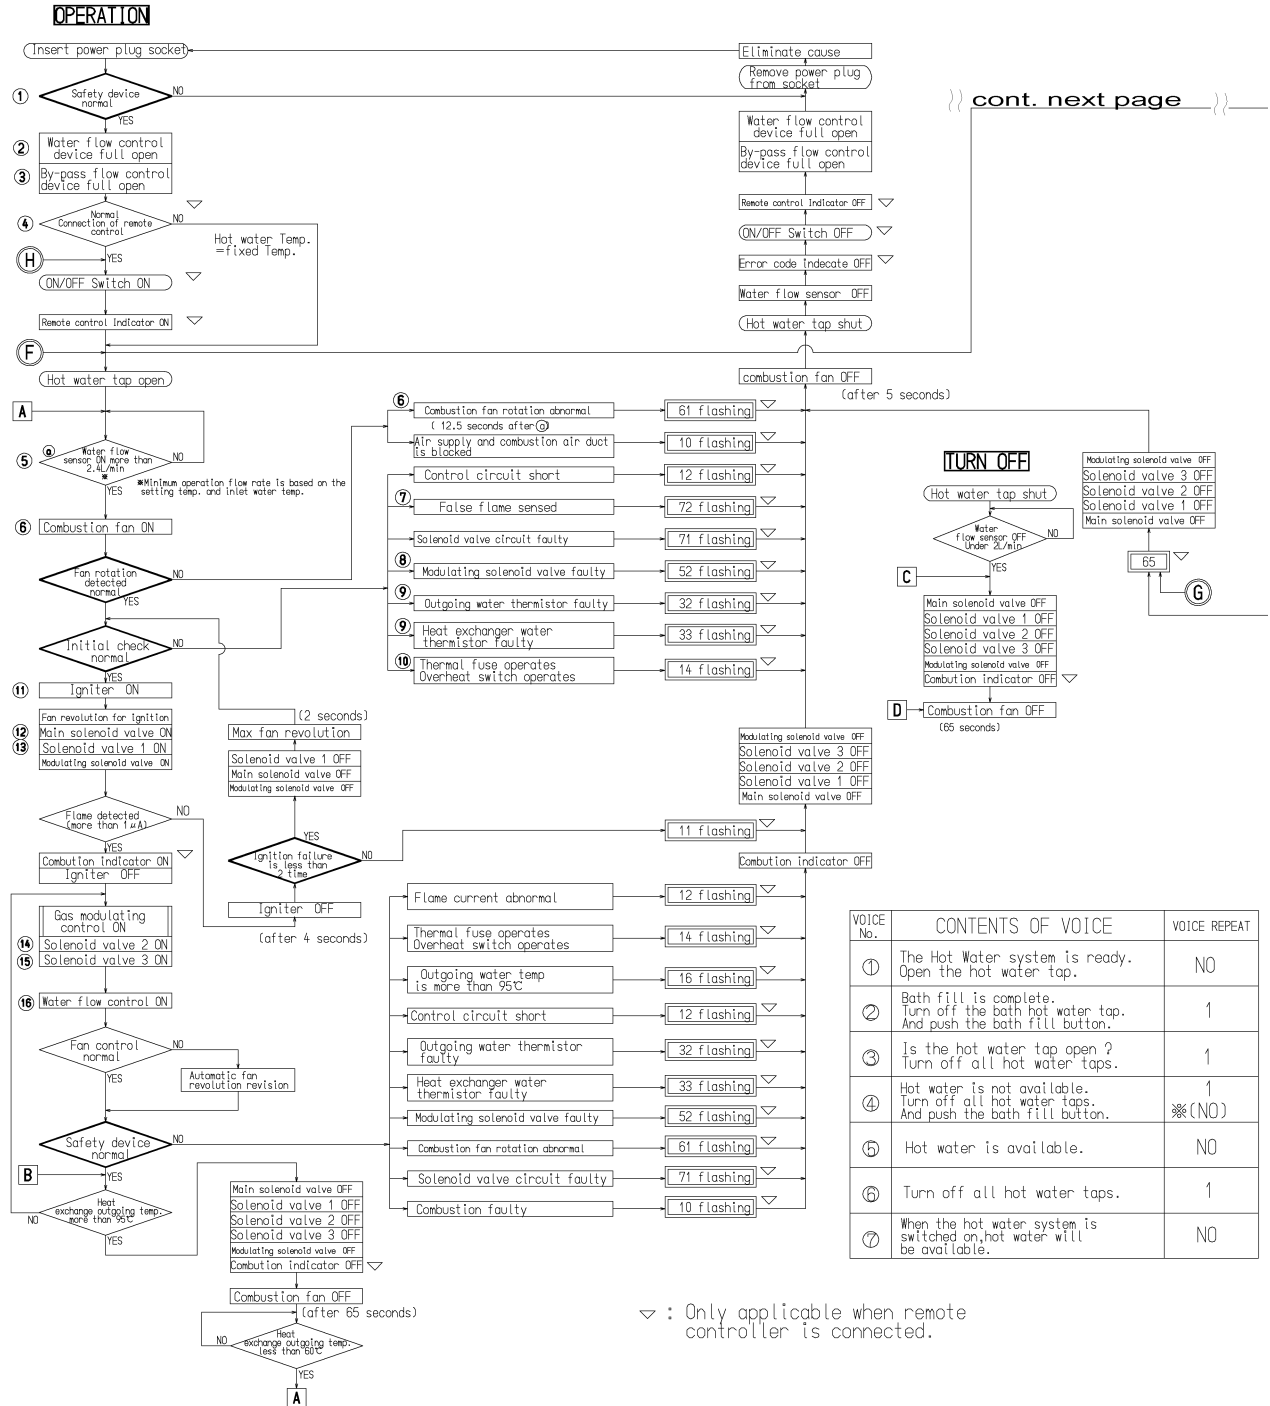 OPERATION
Insert power plug socket
①
Safety device
normal
NO
YES
②
Water flow control
device full open
③
By-pass flow control
device full open
④
Normal
Connection of remote
control
NO
YES
Hot water Temp.
=fixed Temp.
H
ON/OFF Switch ON
Remote control Indicator ON
F
Hot water tap open
A
⑤
ⓐ
Water flow
sensor ON more than
2.4L/min
※
NO
YES
※Minimum operation flow rate is based on the
setting temp. and inlet water temp.
⑥
Combustion fan ON
Fan rotation
detected
normal
NO
YES
Initial check
normal
NO
YES
⑪
Igniter ON
Fan revolution for ignition
⑫
Main solenoid valve ON
⑬
Solenoid valve 1 ON
Modulating solenoid valve ON
Flame detected
(more than 1μA)
NO
YES
Combution indicator ON
Igniter OFF
Gas modulating
control ON
⑭
Solenoid valve 2 ON
⑮
Solenoid valve 3 ON
⑯
Water flow control ON
Fan control
normal
NO
YES
Automatic fan
revolution revision
Safety device
normal
NO
YES
B
Heat
exchange outgoing temp.
more than 95℃
NO
YES
(2 seconds)
Max fan revolution
Solenoid valve 1 OFF
Main solenoid valve OFF
Modulating solenoid valve OFF
YES
Ignition failure
is less than
2 time
NO
Igniter OFF
(after 4 seconds)
Main solenoid valve OFF
Solenoid valve 1 OFF
Solenoid valve 2 OFF
Solenoid valve 3 OFF
Modulating solenoid valve OFF
Combution indicator OFF
Combustion fan OFF
(after 65 seconds)
Heat
exchange outgoing temp.
less than 60℃
NO
YES
A
⑥
Combustion fan rotation abnormal
61 flashing
( 12.5 seconds after ⓐ)
Air supply and combustion air duct
is blocked
10 flashing
Control circuit short
12 flashing
⑦
False flame sensed
72 flashing
Solenoid valve circuit faulty
71 flashing
⑧
Modulating solenoid valve faulty
52 flashing
⑨
Outgoing water thermistor faulty
32 flashing
⑨
Heat exchanger water
thermistor faulty
33 flashing
⑩
Thermal fuse operates
Overheat switch operates
14 flashing
11 flashing
Flame current abnormal
12 flashing
Thermal fuse operates
Overheat switch operates
14 flashing
Outgoing water temp
is more than 95℃
16 flashing
Control circuit short
12 flashing
Outgoing water thermistor
faulty
32 flashing
Heat exchanger water
thermistor faulty
33 flashing
Modulating solenoid valve faulty
52 flashing
Combustion fan rotation abnormal
61 flashing
Solenoid valve circuit faulty
71 flashing
Combustion faulty
10 flashing
Eliminate cause
Remove power plug
from socket
Water flow control
device full open
By-pass flow control
device full open
Remote control Indicator OFF
ON/OFF Switch OFF
Error code indecate OFF
Water flow sensor OFF
Hot water tap shut
combustion fan OFF
(after 5 seconds)
Modulating solenoid valve OFF
Solenoid valve 3 OFF
Solenoid valve 2 OFF
Solenoid valve 1 OFF
Main solenoid valve OFF
Combution indicator OFF
cont. next page
TURN OFF
Hot water tap shut
Water
flow sensor OFF
Under 2L/min
NO
YES
C
Main solenoid valve OFF
Solenoid valve 1 OFF
Solenoid valve 2 OFF
Solenoid valve 3 OFF
Modulating solenoid valve OFF
Combution indicator OFF
D
Combustion fan OFF
(65 seconds)
Modulating solenoid valve OFF
Solenoid valve 3 OFF
Solenoid valve 2 OFF
Solenoid valve 1 OFF
Main solenoid valve OFF
65
G
VOICE
No.
CONTENTS OF VOICE
VOICE REPEAT
①
The Hot Water system is ready.
Open the hot water tap.
NO
②
Bath fill is complete.
Turn off the bath hot water tap.
And push the bath fill button.
1
③
Is the hot water tap open ?
Turn off all hot water taps.
1
④
Hot water is not available.
Turn off all hot water taps.
And push the bath fill button.
1
※(NO)
⑤
Hot water is available.
NO
⑥
Turn off all hot water taps.
1
⑦
When the hot water system is
switched on,hot water will
be available.
NO
▽ : Only applicable when remote
controller is connected.